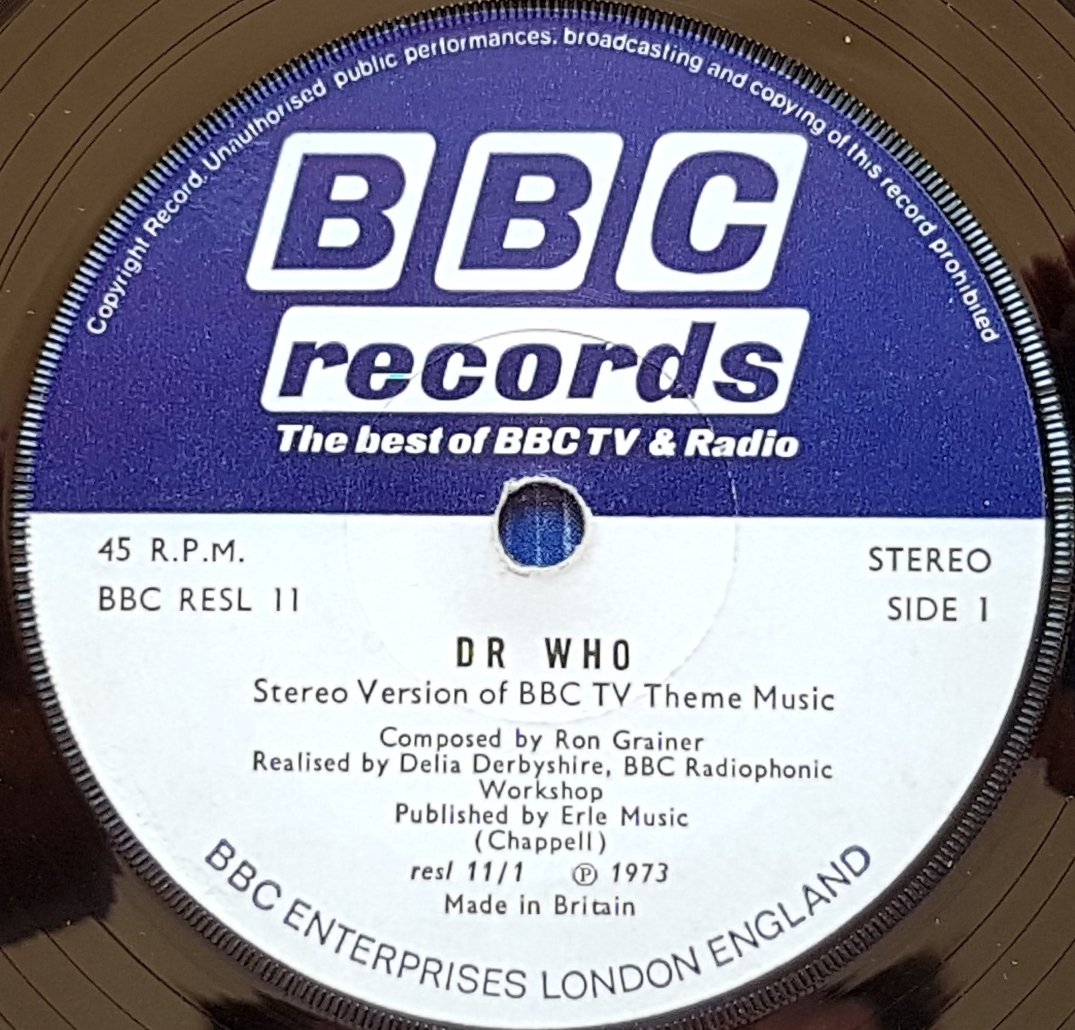 Copyright Record. Unauthorised public performances. broadcasting and copying of this record prohibited
BBC
records
The best of BBC TV & Radio
45 R.P.M.
BBC RESL 11
STEREO
SIDE 1
DR WHO
Stereo Version of BBC TV Theme Music
Composed by Ron Grainer
Realised by Delia Derbyshire, BBC Radiophonic
Workshop
Published by Erle Music
(Chappell)
resl 11/1 ℗ 1973
Made in Britain
BBC ENTERPRISES LONDON ENGLAND